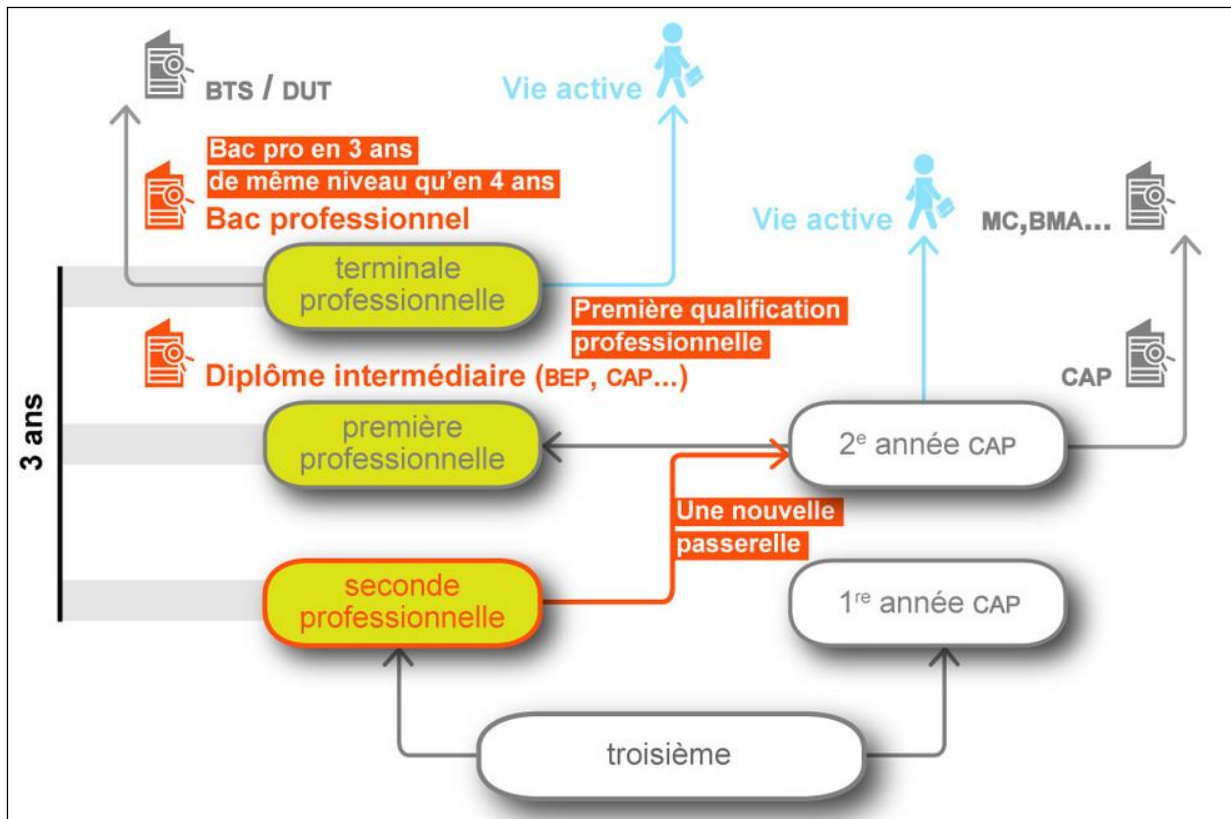 BTS / DUT
Vie active
Bac pro en 3 ans
de même niveau qu'en 4 ans
Bac professionnel
Vie active
MC,BMA...
terminale
professionnelle
Première qualification
professionnelle
Diplôme intermédiaire (BEP, CAP...)
CAP
3 ans
première
professionnelle
2e année CAP
Une nouvelle
passerelle
seconde
professionnelle
1re année CAP
troisième